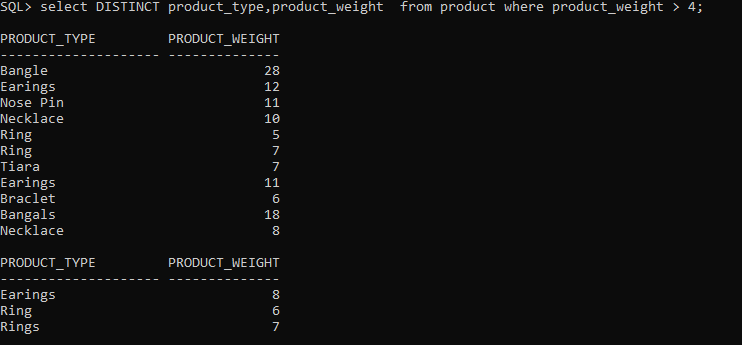 SQL> select DISTINCT product_type,product_weight  from product where product_weight > 4;
PRODUCT_TYPE         PRODUCT_WEIGHT
-------------------- --------------
Bangle                           28
Earings                          12
Nose Pin                         11
Necklace                         10
Ring                              5
Ring                              7
Tiara                             7
Earings                          11
Braclet                           6
Bangals                          18
Necklace                          8
PRODUCT_TYPE         PRODUCT_WEIGHT
-------------------- --------------
Earings                           8
Ring                              6
Rings                             7